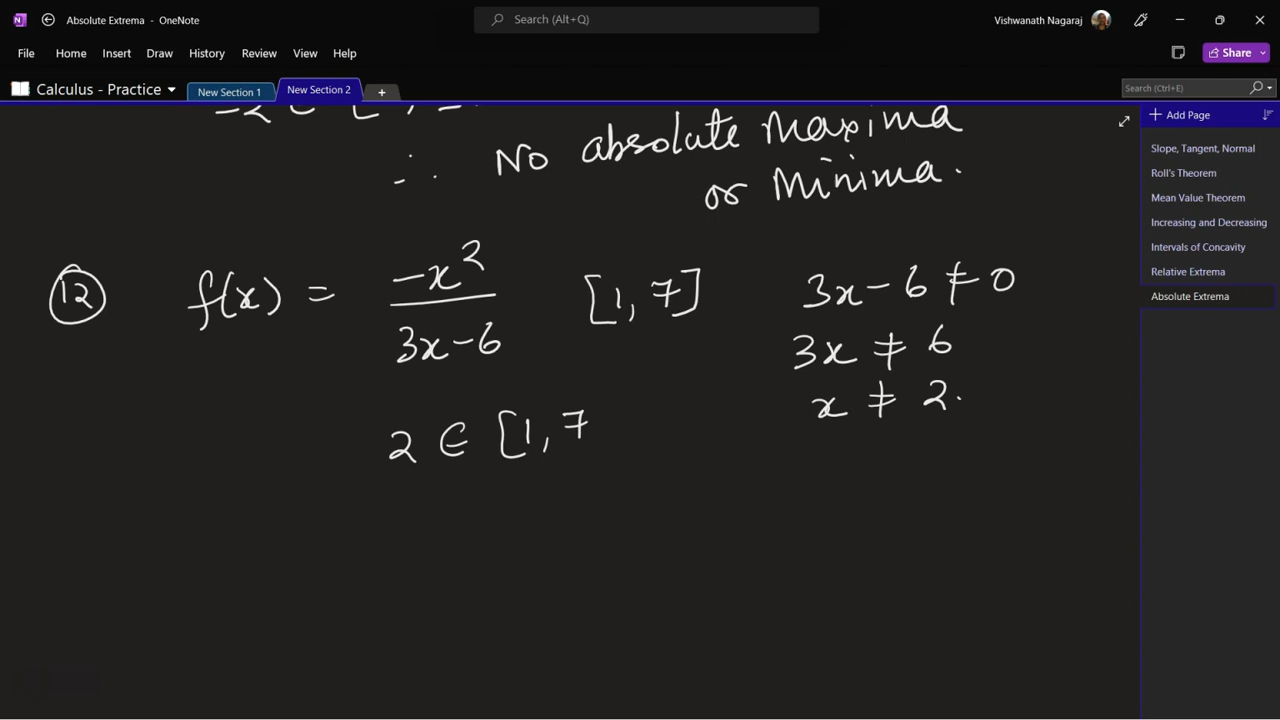 Absolute Extrema - OneNote
Search (Alt+Q)
Vishwanath Nagaraj
File Home Insert Draw History Review View Help
Share
Calculus - Practice
New Section 1
New Section 2
+
Search (Ctrl+E)
Add Page
Slope, Tangent, Normal
Roll's Theorem
Mean Value Theorem
Increasing and Decreasing
Intervals of Concavity
Relative Extrema
Absolute Extrema
∴ No absolute Maxima
or Minima.
⑫ f(x) = -x²/(3x-6) [1, 7]
3x-6 ≠ 0
3x ≠ 6
x ≠ 2.
2 ∈ [1, 7